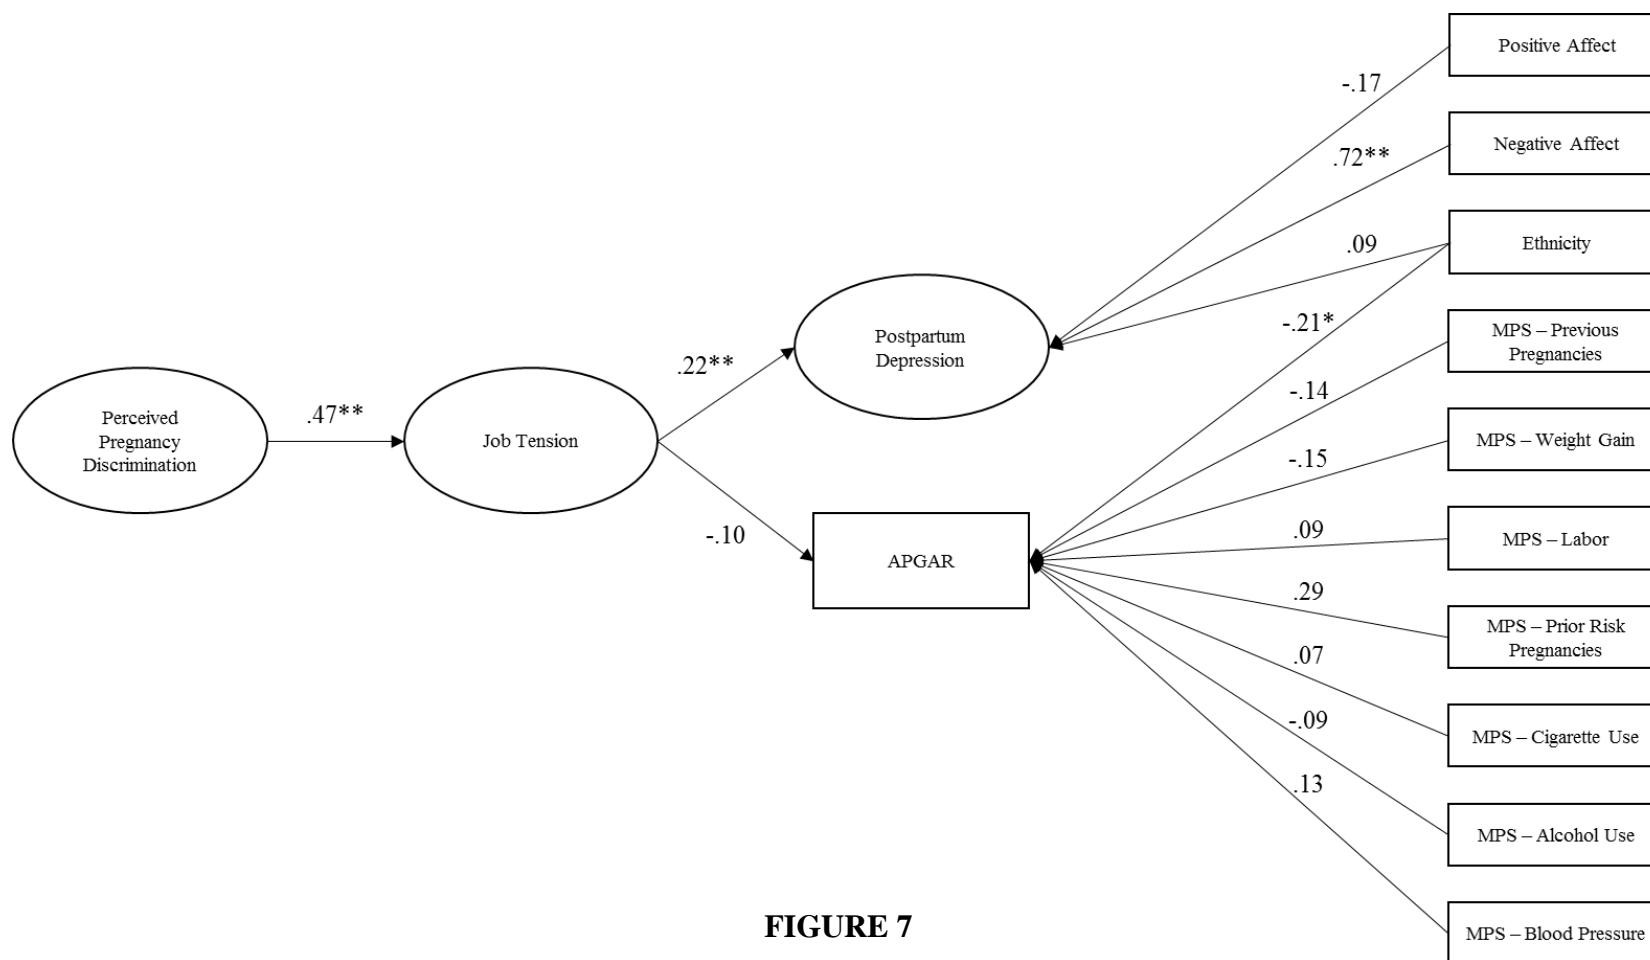 Positive Affect
-.17
Negative Affect
.72**
Ethnicity
.09
-.21*
MPS – Previous
Pregnancies
Postpartum
Depression
.22**
-.14
Perceived
Pregnancy
Discrimination
.47**
Job Tension
MPS – Weight Gain
-.15
-.10
APGAR
.09
MPS – Labor
.29
MPS – Prior Risk
Pregnancies
.07
MPS – Cigarette Use
-.09
MPS – Alcohol Use
.13
MPS – Blood Pressure
FIGURE 7